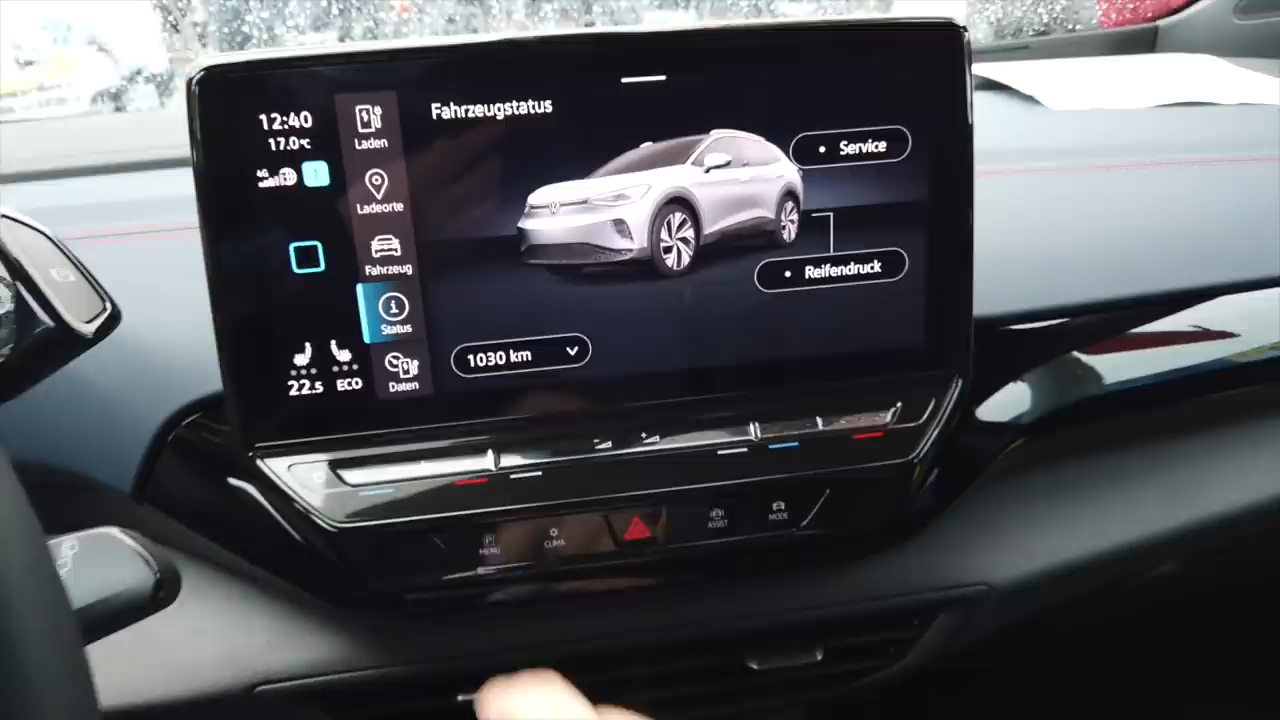 12:40
17.0℃
4G
1
Laden
Ladeorte
Fahrzeug
Status
Daten
22.5
ECO
Fahrzeugstatus
Service
Reifendruck
1030 km
P
MENU
CLIMA
ASSIST
MODE